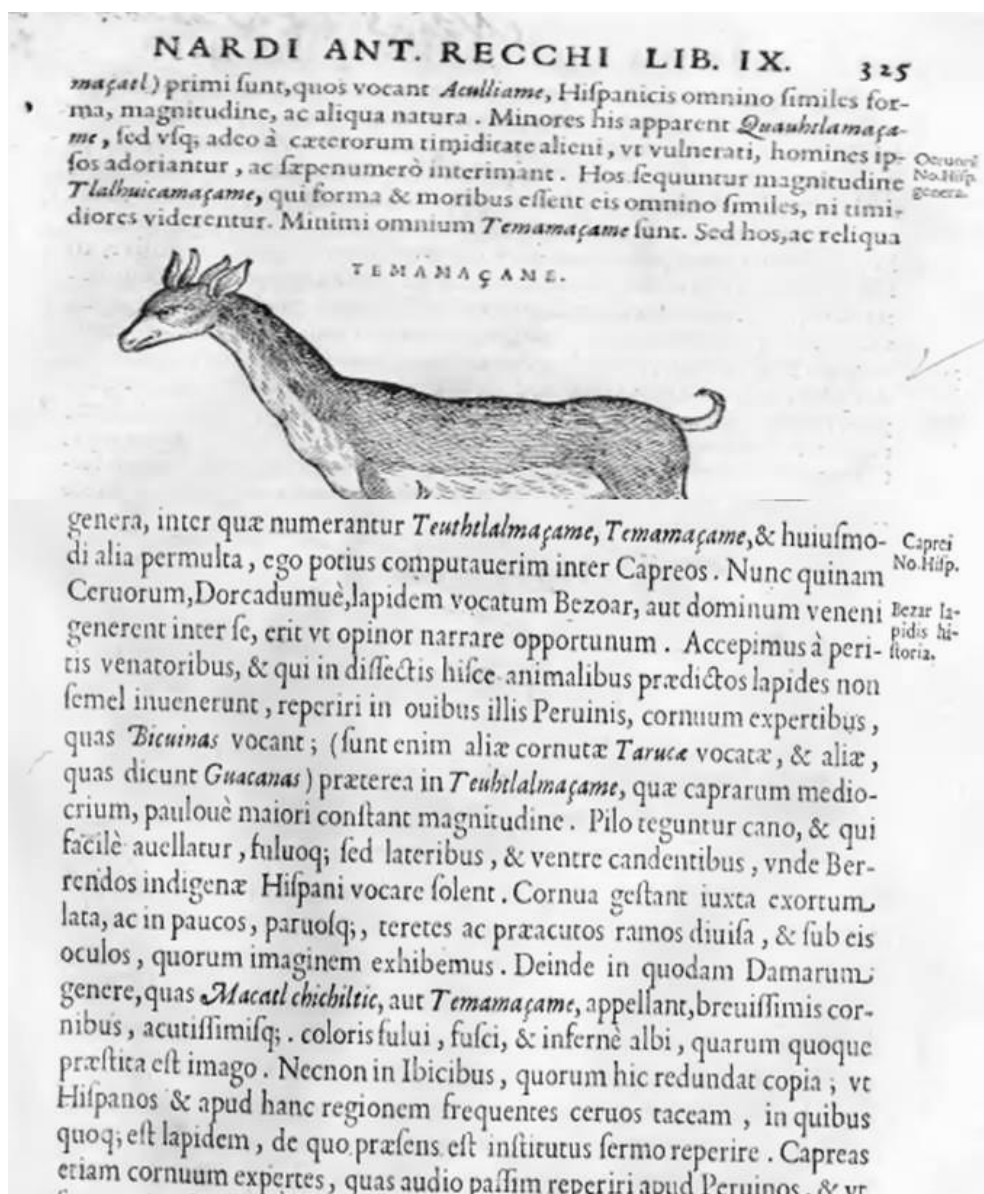 NARDI ANT. RECCHI LIB. IX. 325
maçatl) primi ſunt, quos vocant Aculliame, Hiſpanicis omnino ſimiles for-
ma, magnitudine, ac aliqua natura. Minores his apparent Quauhtlamaça-
me, ſed vſq; adeo à cæterorum timiditate alieni, vt vulnerati, homines ip-
ſos adoriantur, ac ſæpenumerò interimant. Hos ſequuntur magnitudine
No. Hiſp.
genera.
Tlalhuicamaçame, qui forma & moribus eſſent eis omnino ſimiles, ni timi-
diores viderentur. Minimi omnium Temamaçame ſunt. Sed hos, ac reliqua
TEMAMAÇAME.
genera, inter quæ numerantur Teuthtlalmaçame, Temamaçame, & huiuſmo-
Caprei
No. Hiſp.
di alia permulta, ego potius computauerim inter Capreos. Nunc quinam
Ceruorum, Dorcadumuè, lapidem vocatum Bezoar, aut dominum veneni
Bezar la-
pidis hi-
ſtoria.
generent inter ſe, erit vt opinor narrare opportunum. Accepimus à peri-
tis venatoribus, & qui in diſſectis hiſce animalibus prædictos lapides non
ſemel inuenerunt, reperiri in ouibus illis Peruinis, cornuum expertibus,
quas Bicuinas vocant; (ſunt enim aliæ cornutæ Tarucæ vocatæ, & aliæ,
quas dicunt Guacanas) præterea in Teuhtlalmaçame, quæ caprarum medio-
crium, paulouè maiori conſtant magnitudine. Pilo teguntur cano, & qui
facilè auellatur, fuluoq; ſed lateribus, & ventre candentibus, vnde Ber-
rendos indigenæ Hiſpani vocare ſolent. Cornua geſtant iuxta exortum
lata, ac in paucos, paruoſq;, teretes ac præacutos ramos diuiſa, & ſub eis
oculos, quorum imaginem exhibemus. Deinde in quodam Damarum
genere, quas Macatl chichiltic, aut Temamaçame, appellant, breuiſſimis cor-
nibus, acutiſſimiſq;. coloris fului, fuſci, & infernè albi, quarum quoque
præſtita eſt imago. Necnon in Ibicibus, quorum hic redundat copia; vt
Hiſpanos & apud hanc regionem frequentes ceruos taceam, in quibus
quoq; eſt lapidem, de quo præſens eſt inſtitutus ſermo reperire. Capreas
etiam cornuum expertes, quas audio paſſim reperiri apud Peruinos, & vt